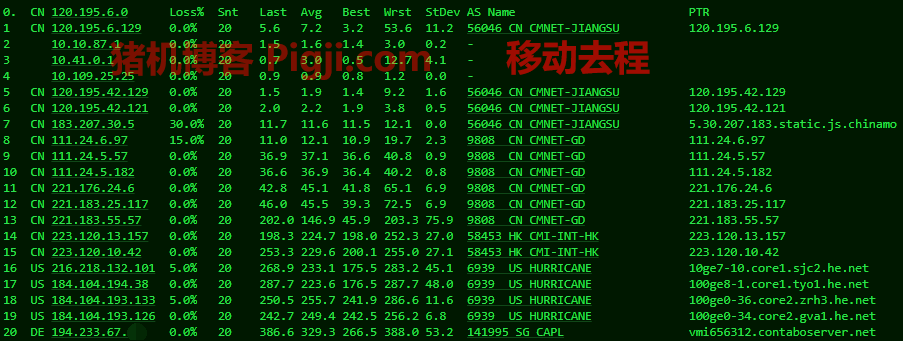 0. CN 120.195.6.0 Loss% Snt Last Avg Best Wrst StDev AS Name PTR
1 CN 120.195.6.129 0.0% 20 5.6 7.2 3.2 53.6 11.2 56046 CN CMNET-JIANGSU 120.195.6.129
2 10.10.87.1 0.0% 20 1.5 1.6 1.4 3.0 0.2 -
3 10.41.0.1 0.0% 20 0.7 3.0 0.5 12.7 4.1 -
4 10.109.25.25 0.0% 20 0.9 0.9 0.8 1.2 0.0 -
猪机博客 Pigji.com 移动去程
5 CN 120.195.42.129 0.0% 20 1.5 1.9 1.4 9.2 1.6 56046 CN CMNET-JIANGSU 120.195.42.129
6 CN 120.195.42.121 0.0% 20 2.0 2.2 1.9 3.8 0.5 56046 CN CMNET-JIANGSU 120.195.42.121
7 CN 183.207.30.5 30.0% 20 11.7 11.6 11.5 12.1 0.0 56046 CN CMNET-JIANGSU 5.30.207.183.static.js.chinamo
8 CN 111.24.6.97 15.0% 20 11.0 12.1 10.9 19.7 2.3 9808 CN CMNET-GD 111.24.6.97
9 CN 111.24.5.57 0.0% 20 36.9 37.1 36.6 40.8 0.9 9808 CN CMNET-GD 111.24.5.57
10 CN 111.24.5.182 0.0% 20 36.6 36.9 36.4 40.2 0.8 9808 CN CMNET-GD 111.24.5.182
11 CN 221.176.24.6 0.0% 20 42.8 45.1 41.8 65.1 6.9 9808 CN CMNET-GD 221.176.24.6
12 CN 221.183.25.117 0.0% 20 46.0 45.5 39.3 72.5 6.9 9808 CN CMNET-GD 221.183.25.117
13 CN 221.183.55.57 0.0% 20 202.0 146.9 45.9 203.3 75.9 9808 CN CMNET-GD 221.183.55.57
14 CN 223.120.13.157 0.0% 20 198.3 224.7 198.0 252.3 27.0 58453 HK CMI-INT-HK 223.120.13.157
15 CN 223.120.10.42 0.0% 20 253.3 229.6 200.1 255.0 27.1 58453 HK CMI-INT-HK 223.120.10.42
16 US 216.218.132.101 5.0% 20 268.9 233.1 175.5 283.2 45.1 6939 US HURRICANE 10ge7-10.core1.sjc2.he.net
17 US 184.104.194.38 0.0% 20 287.7 223.6 176.5 287.7 48.0 6939 US HURRICANE 100ge8-1.core1.tyo1.he.net
18 US 184.104.193.133 5.0% 20 250.5 255.7 241.9 286.6 11.6 6939 US HURRICANE 100ge0-36.core2.zrh3.he.net
19 US 184.104.193.126 0.0% 20 242.7 249.4 242.5 256.2 6.8 6939 US HURRICANE 100ge0-34.core2.gva1.he.net
20 DE 194.233.67. 0.0% 20 386.6 329.3 266.5 388.0 53.2 141995 SG CAPL vmi656312.contaboserver.net